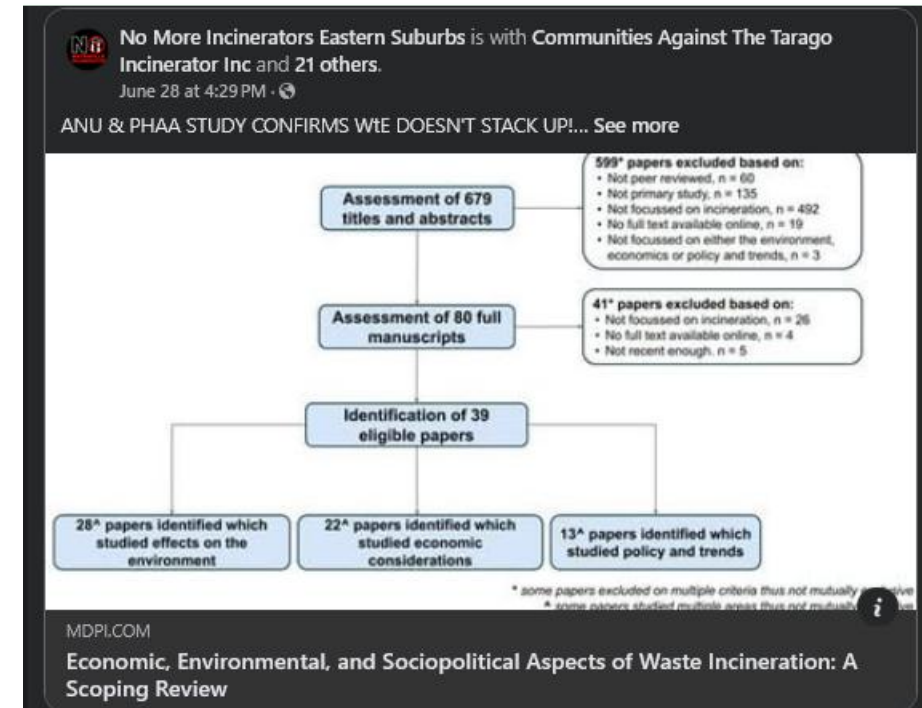 No More Incinerators Eastern Suburbs is with Communities Against The Tarago
Incinerator Inc and 21 others.
June 28 at 4:29 PM ·
ANU & PHAA STUDY CONFIRMS WtE DOESN'T STACK UP!... See more
Assessment of 679
titles and abstracts
599* papers excluded based on:
• Not peer reviewed, n = 60
• Not primary study, n = 135
• Not focussed on incineration, n = 492
• No full text available online, n = 19
• Not focussed on either the environment,
economics or policy and trends, n = 3
Assessment of 80 full
manuscripts
41* papers excluded based on:
• Not focussed on incineration, n = 26
• No full text available online, n = 4
• Not recent enough. n = 5
Identification of 39
eligible papers
28^ papers identified which
studied effects on the
environment
22^ papers identified which
studied economic
considerations
13^ papers identified which
studied policy and trends
* some papers excluded on multiple criteria thus not mutually
^ some papers studied multiple areas thus not mutually
i
MDPI.COM
Economic, Environmental, and Sociopolitical Aspects of Waste Incineration: A
Scoping Review